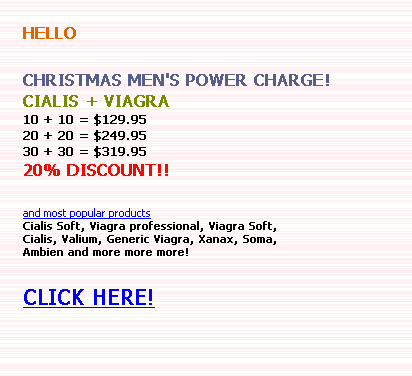 HELLO
CHRISTMAS MEN'S POWER CHARGE!
CIALIS + VIAGRA
10 + 10 = $129.95
20 + 20 = $249.95
30 + 30 = $319.95
20% DISCOUNT!!
and most popular products
Cialis Soft, Viagra professional, Viagra Soft,
Cialis, Valium, Generic Viagra, Xanax, Soma,
Ambien and more more more!
CLICK HERE!